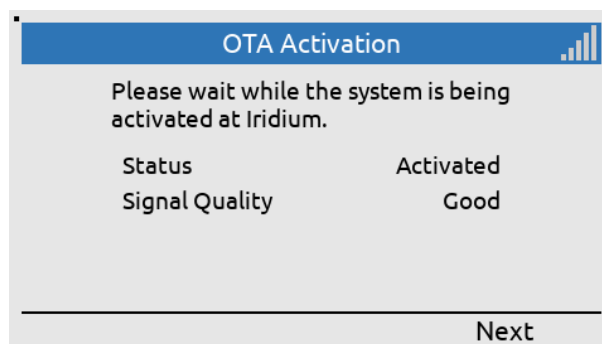 OTA Activation
Please wait while the system is being
activated at Iridium.
Status Activated
Signal Quality Good
Next